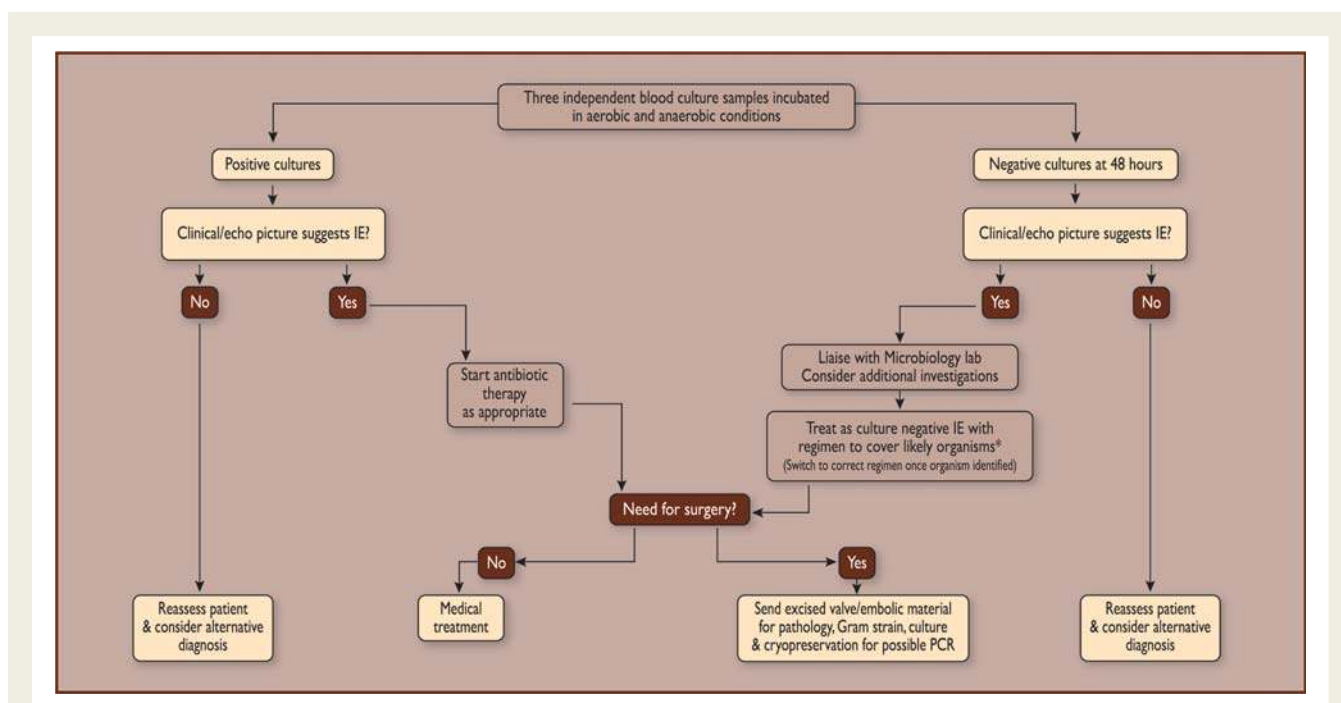 Three independent blood culture samples incubated
in aerobic and anaerobic conditions
Positive cultures
Negative cultures at 48 hours
Clinical/echo picture suggests IE?
Clinical/echo picture suggests IE?
No
Yes
Yes
No
Start antibiotic
therapy
as appropriate
Liaise with Microbiology lab
Consider additional investigations
Treat as culture negative IE with
regimen to cover likely organisms*
(Switch to correct regimen once organism identified)
Need for surgery?
No
Yes
Reassess patient
& consider alternative
diagnosis
Medical
treatment
Send excised valve/embolic material
for pathology, Gram strain, culture
& cryopreservation for possible PCR
Reassess patient
& consider alternative
diagnosis